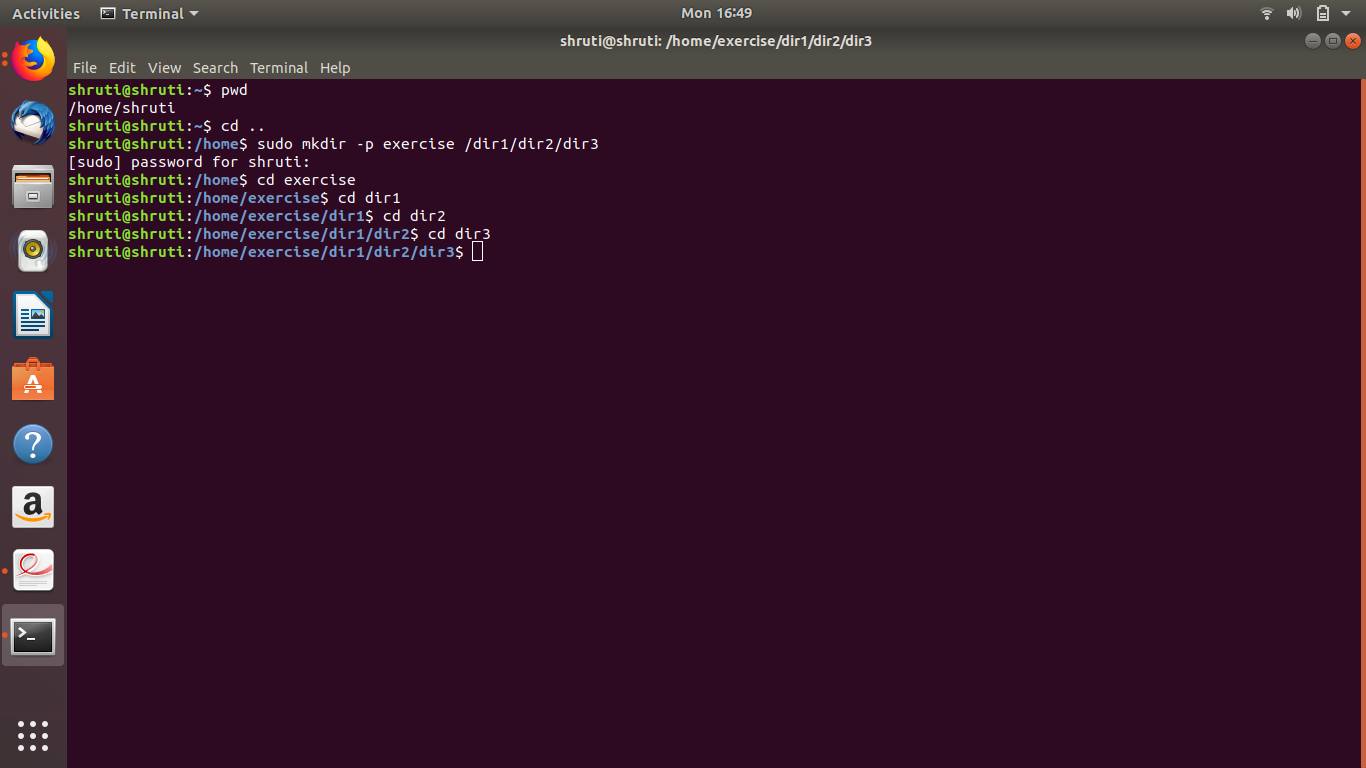 Activities Terminal Mon 16:49
shruti@shruti: /home/exercise/dir1/dir2/dir3
File Edit View Search Terminal Help
shruti@shruti:~$ pwd
/home/shruti
shruti@shruti:~$ cd ..
shruti@shruti:/home$ sudo mkdir -p exercise /dir1/dir2/dir3
[sudo] password for shruti:
shruti@shruti:/home$ cd exercise
shruti@shruti:/home/exercise$ cd dir1
shruti@shruti:/home/exercise/dir1$ cd dir2
shruti@shruti:/home/exercise/dir1/dir2$ cd dir3
shruti@shruti:/home/exercise/dir1/dir2/dir3$